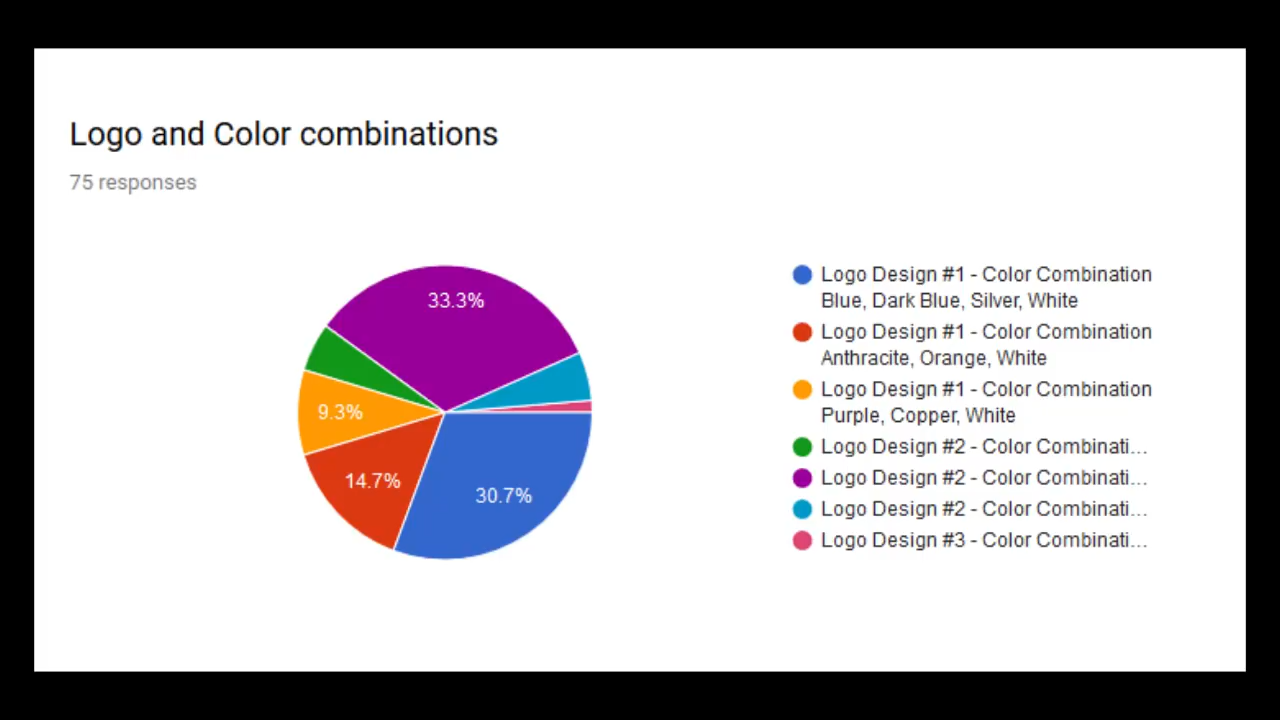 Logo and Color combinations
75 responses
33.3%
9.3%
14.7%
30.7%
Logo Design #1 - Color Combination
Blue, Dark Blue, Silver, White
Logo Design #1 - Color Combination
Anthracite, Orange, White
Logo Design #1 - Color Combination
Purple, Copper, White
Logo Design #2 - Color Combinati...
Logo Design #2 - Color Combinati...
Logo Design #2 - Color Combinati...
Logo Design #3 - Color Combinati...